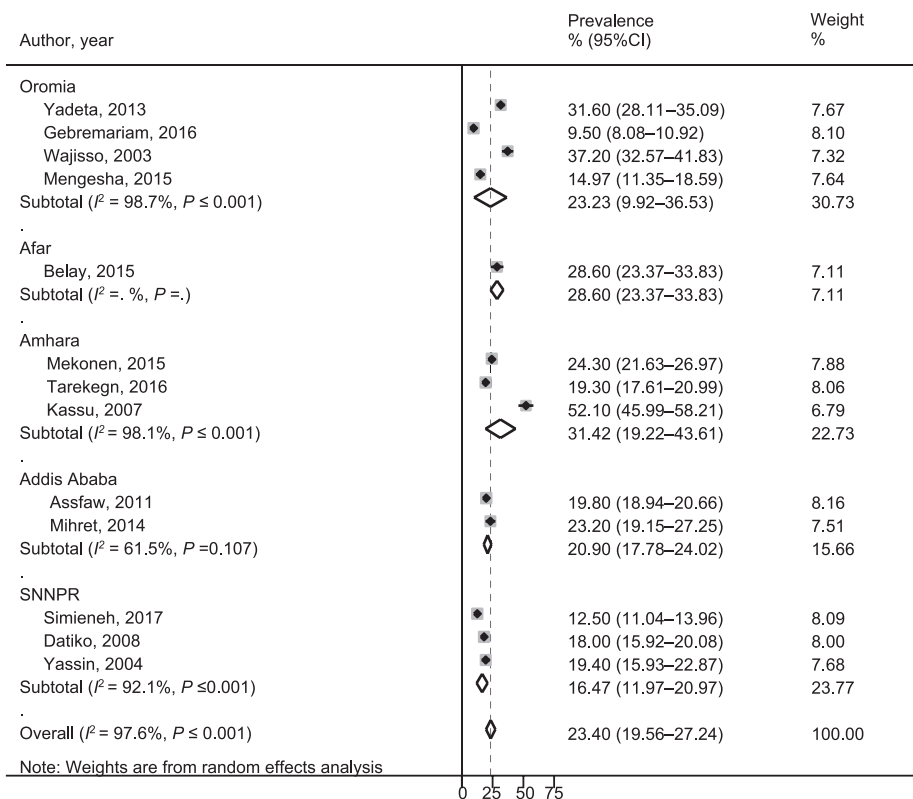 Author, year Prevalence % (95%CI) Weight %
Oromia
Yadeta, 2013 31.60 (28.11–35.09) 7.67
Gebremariam, 2016 9.50 (8.08–10.92) 8.10
Wajisso, 2003 37.20 (32.57–41.83) 7.32
Mengesha, 2015 14.97 (11.35–18.59) 7.64
Subtotal (I² = 98.7%, P ≤ 0.001) 23.23 (9.92–36.53) 30.73
.
Afar
Belay, 2015 28.60 (23.37–33.83) 7.11
Subtotal (I² =. %, P =.) 28.60 (23.37–33.83) 7.11
.
Amhara
Mekonen, 2015 24.30 (21.63–26.97) 7.88
Tarekegn, 2016 19.30 (17.61–20.99) 8.06
Kassu, 2007 52.10 (45.99–58.21) 6.79
Subtotal (I² = 98.1%, P ≤ 0.001) 31.42 (19.22–43.61) 22.73
.
Addis Ababa
Assfaw, 2011 19.80 (18.94–20.66) 8.16
Mihret, 2014 23.20 (19.15–27.25) 7.51
Subtotal (I² = 61.5%, P =0.107) 20.90 (17.78–24.02) 15.66
.
SNNPR
Simieneh, 2017 12.50 (11.04–13.96) 8.09
Datiko, 2008 18.00 (15.92–20.08) 8.00
Yassin, 2004 19.40 (15.93–22.87) 7.68
Subtotal (I² = 92.1%, P ≤0.001) 16.47 (11.97–20.97) 23.77
.
Overall (I² = 97.6%, P ≤ 0.001) 23.40 (19.56–27.24) 100.00
Note: Weights are from random effects analysis
0 25 50 75